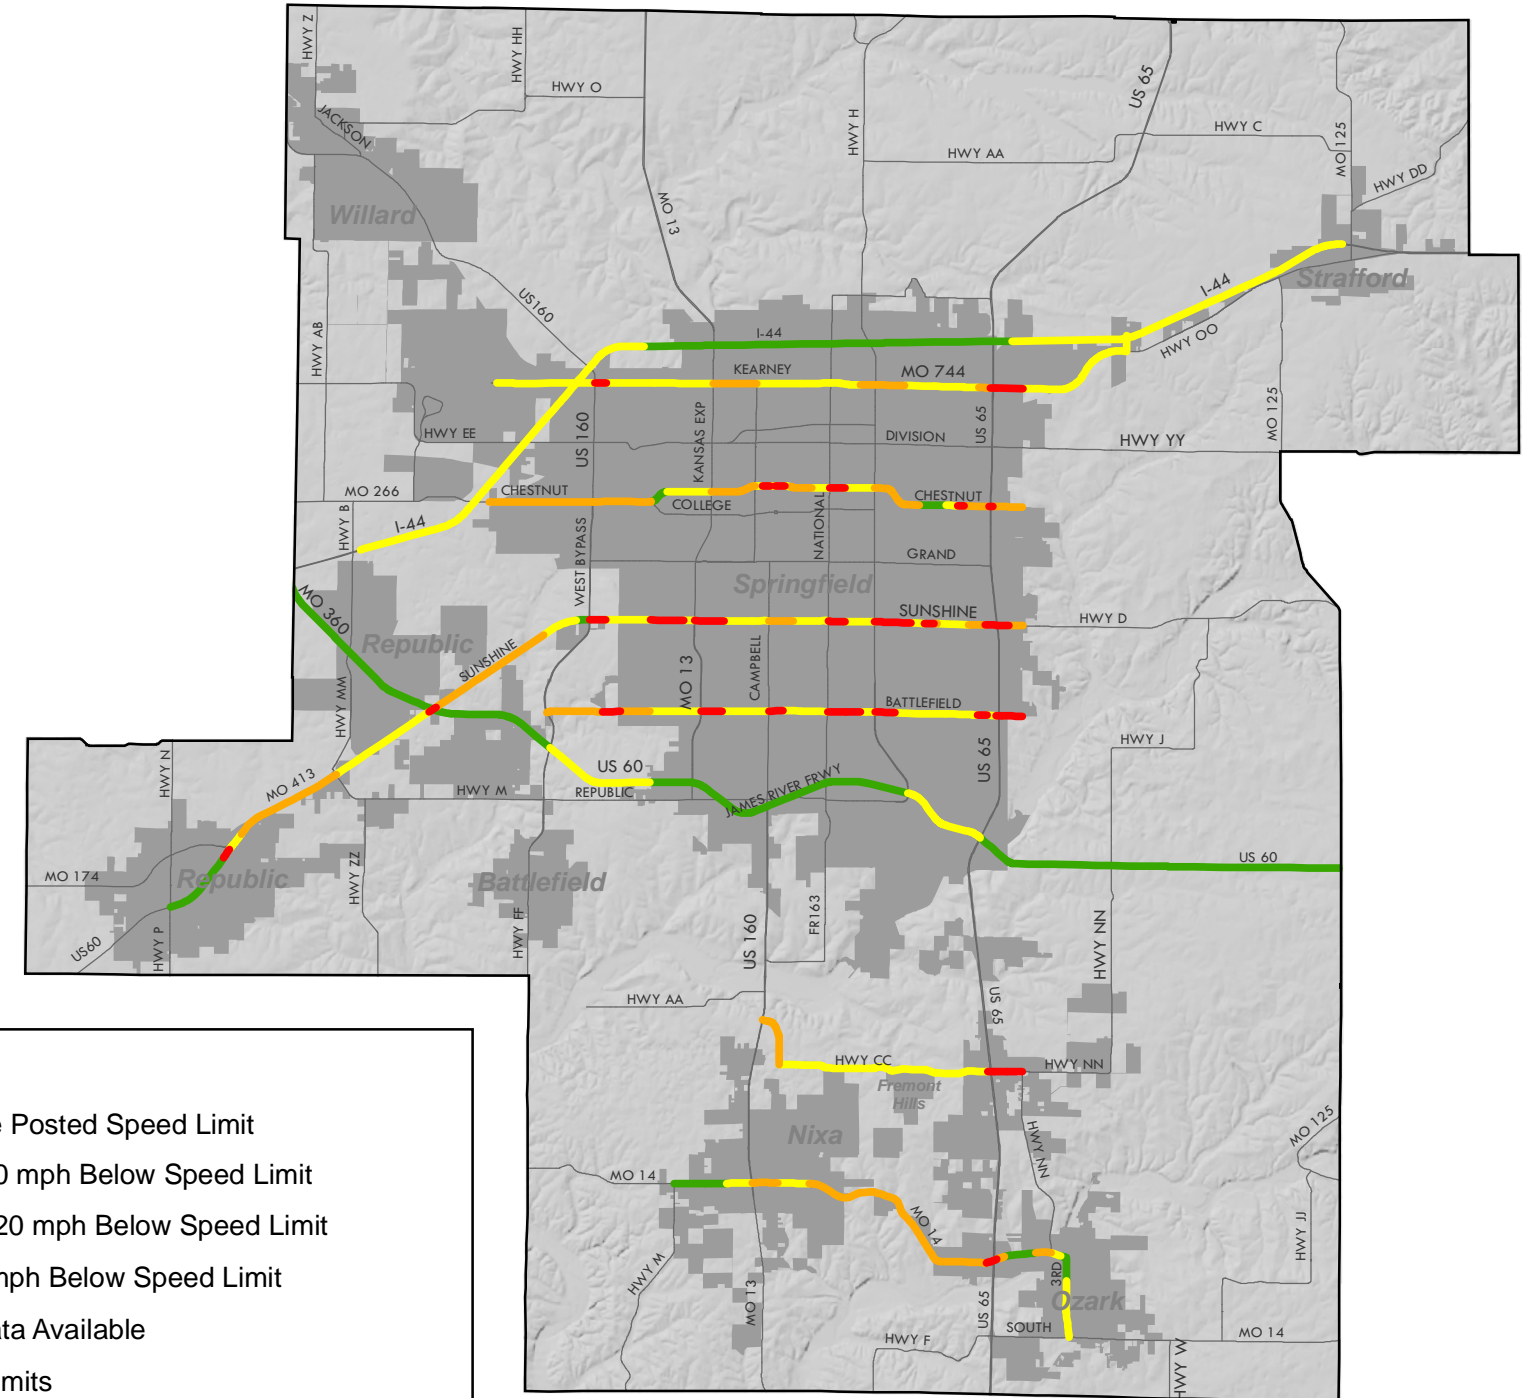 HWY Z
HWY HH
HWY O
JACKSON
Willard
US160
HWY AB
MO 13
HWY H
HWY AA
US 65
HWY C
MO 125
HWY DD
Strafford
I-44
HWY OO
MO 125
I-44
KEARNEY
MO 744
US 160
KANSAS EXP
US 65
HWY EE
DIVISION
HWY YY
MO 266
CHESTNUT
COLLEGE
CHESTNUT
NATIONAL
HWY B
I-44
WEST BYPASS
GRAND
Springfield
MO 360
Republic
SUNSHINE
SUNSHINE
HWY D
HWY MM
MO 13
CAMPBELL
BATTLEFIELD
US 65
HWY J
HWY N
MO 413
HWY M
US 60
REPUBLIC
JAMES RIVER FRWY
US 60
MO 174
Republic
HWY ZZ
Battlefield
US60
HWY P
HWY FF
US 160
FR163
HWY NN
HWY AA
US 65
HWY CC
HWY NN
Fremont
Hills
Nixa
HWY NN
MO 125
MO 14
MO 14
HWY JJ
HWY M
MO 13
3RD
Ozark
US 65
SOUTH
HWY F
MO 14
HWY W
Posted Speed Limit
0 mph Below Speed Limit
20 mph Below Speed Limit
mph Below Speed Limit
ta Available
mits